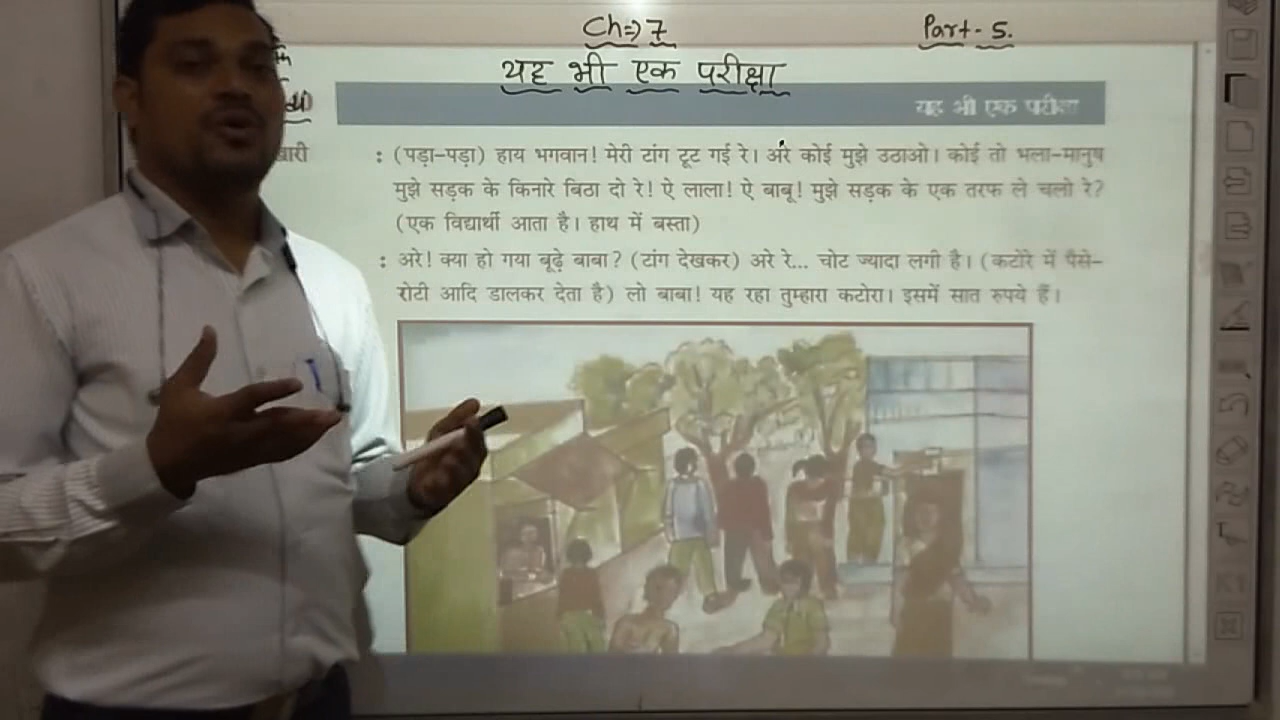 Ch⇒7
Part-5.
यह भी एक परीक्षा
यह भी एक परीक्षा
: (पड़ा-पड़ा) हाय भगवान! मेरी टांग टूट गई रे। अरे कोई मुझे उठाओ। कोई तो भला-मानुष
मुझे सड़क के किनारे बिठा दो रे! ऐ लाला! ऐ बाबू! मुझे सड़क के एक तरफ ले चलो रे?
(एक विद्यार्थी आता है। हाथ में बस्ता)
: अरे! क्या हो गया बूढ़े बाबा? (टांग देखकर) अरे रे... चोट ज्यादा लगी है। (कटोरे में पैसे-
रोटी आदि डालकर देता है) लो बाबा! यह रहा तुम्हारा कटोरा। इसमें सात रुपये हैं।